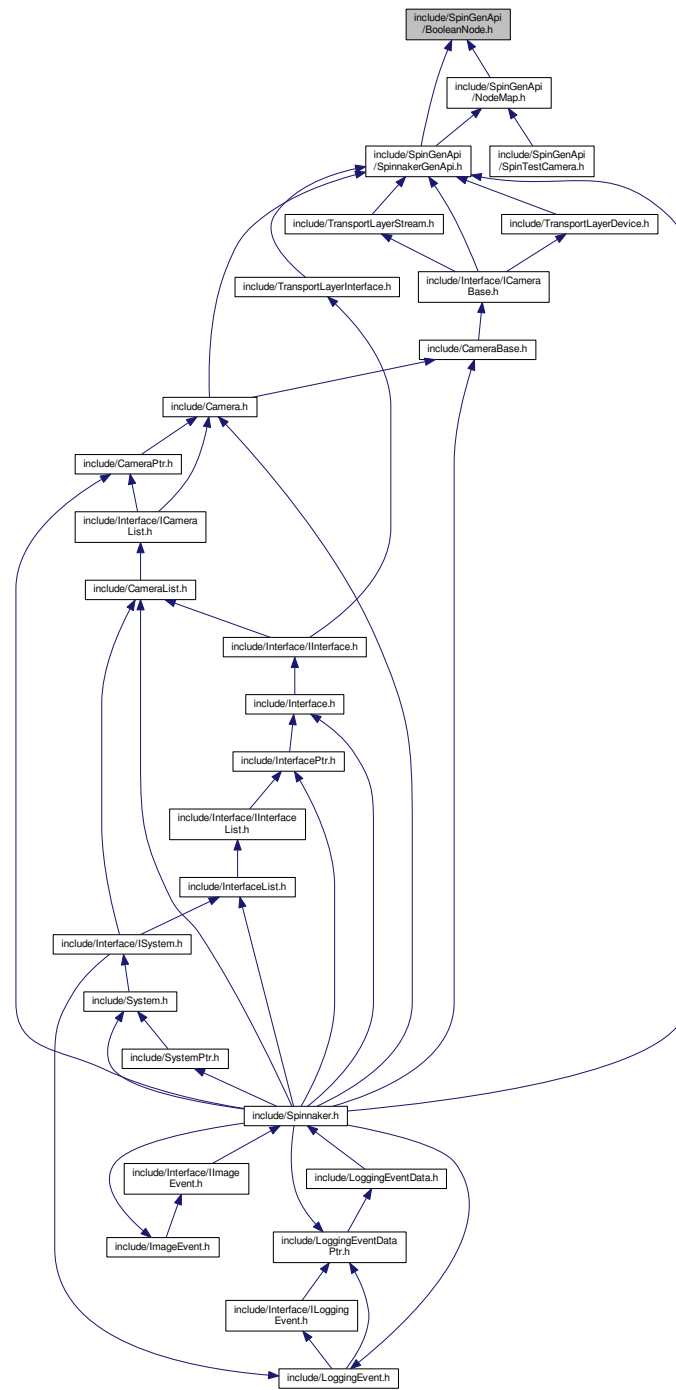 include/SpinGenApi
/BooleanNode.h
include/SpinGenApi
/NodeMap.h
include/SpinGenApi
/SpinnakerGenApi.h
include/SpinGenApi
/SpinTestCamera.h
include/TransportLayerStream.h
include/TransportLayerDevice.h
include/TransportLayerInterface.h
include/Interface/ICamera
Base.h
include/CameraBase.h
include/Camera.h
include/CameraPtr.h
include/Interface/ICamera
List.h
include/CameraList.h
include/Interface/IInterface.h
include/Interface.h
include/InterfacePtr.h
include/Interface/IInterface
List.h
include/InterfaceList.h
include/Interface/ISystem.h
include/System.h
include/SystemPtr.h
include/Spinnaker.h
include/Interface/IImage
Event.h
include/LoggingEventData.h
include/ImageEvent.h
include/LoggingEventData
Ptr.h
include/Interface/ILogging
Event.h
include/LoggingEvent.h